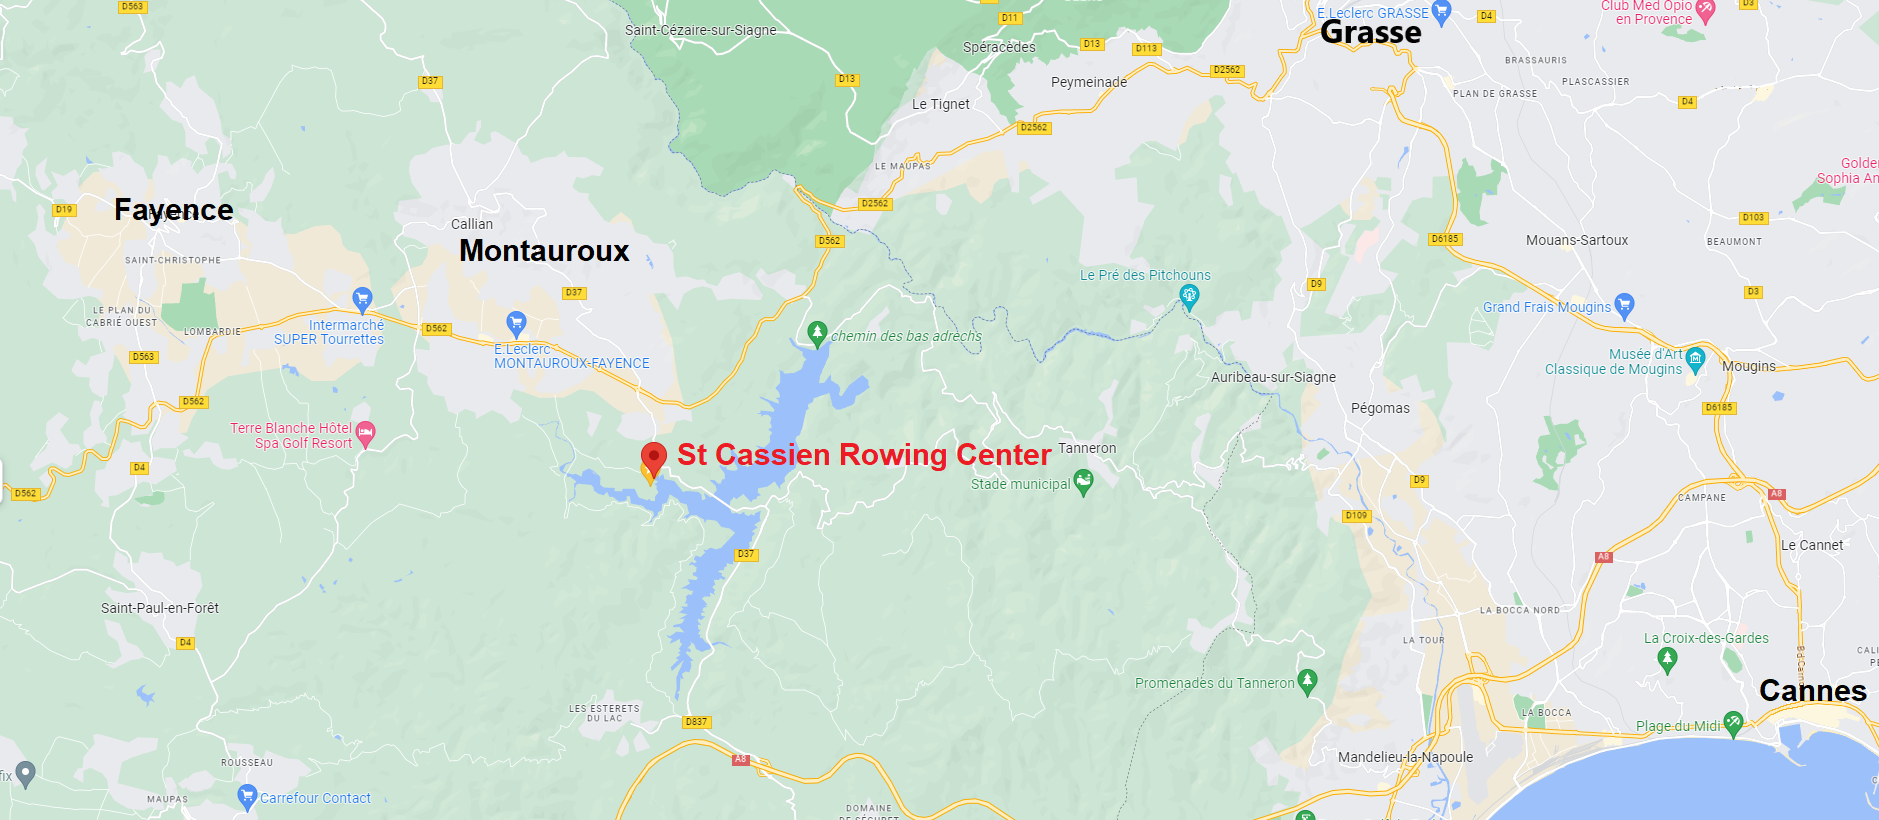 D563
D11
E.Leclerc GRASSE
D4
Club Med Opio
en Provence
D3
Saint-Cézaire-sur-Siagne
Spéracèdes
D13
D113
Grasse
BRASSAURIS
D37
D13
Peymeinade
D2562
PLASCASSIER
PLAN DE GRASSE
D4
Le Tignet
D2562
LE MAUPAS
Golde
Sophia An
D19
Fayence
D2562
D103
Callian
Montauroux
D562
D6185
Mouans-Sartoux
BEAUMONT
SAINT-CHRISTOPHE
Le Pré des Pitchouns
D9
D37
D3
LE PLAN DU
CABRIÉ OUEST
LOMBARDIE
Intermarché
SUPER Tourrettes
D562
Grand Frais Mougins
chemin des bas adrèchs
E.Leclerc
MONTAUROUX-FAYENCE
D563
Musée d'Art
Classique de Mougins
Mougins
Auribeau-sur-Siagne
D562
Pégomas
D6185
Terre Blanche Hôtel
Spa Golf Resort
St Cassien Rowing Center
Tanneron
D4
Stade municipal
D9
D562
CAMPANE
A8
D109
Le Cannet
D37
A8
Saint-Paul-en-Forêt
LA BOCCA NORD
D4
LA TOUR
La Croix-des-Gardes
CALI
Promenades du Tanneron
Cannes
LES ESTERETS
DU LAC
D837
LA BOCCA
Plage du Midi
A8
ROUSSEAU
Mandelieu-la-Napoule
fix
MAUPAS
Carrefour Contact
DOMAINE
DE SÉGURET